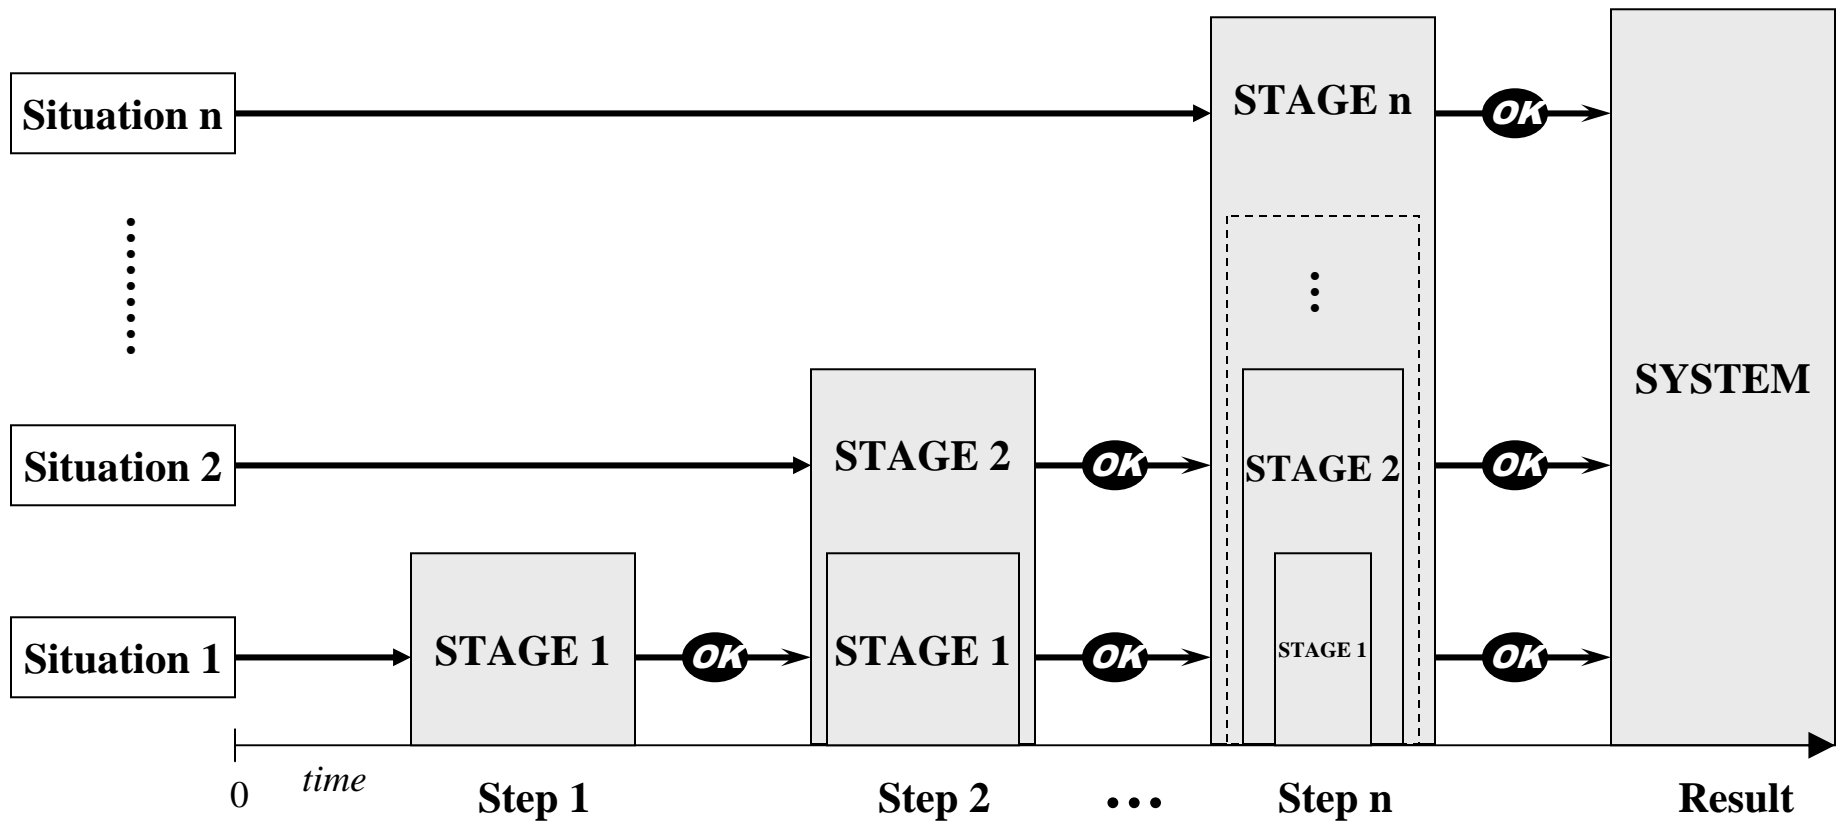 Situation n
STAGE n
OK
SYSTEM
Situation 2
STAGE 2
OK
STAGE 2
OK
Situation 1
STAGE 1
OK
STAGE 1
OK
STAGE 1
OK
0
time
Step 1
Step 2
...
Step n
Result